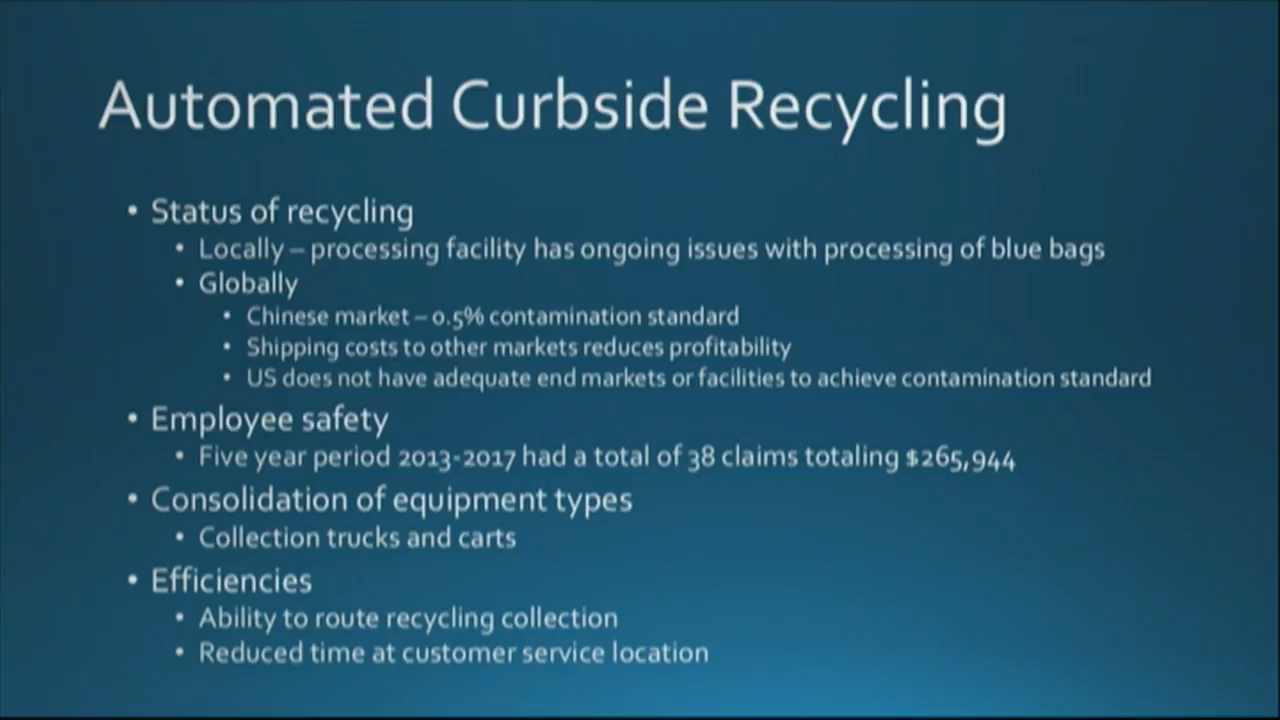 Automated Curbside Recycling
• Status of recycling
• Locally – processing facility has ongoing issues with processing of blue bags
• Globally
• Chinese market – 0.5% contamination standard
• Shipping costs to other markets reduces profitability
• US does not have adequate end markets or facilities to achieve contamination standard
• Employee safety
• Five year period 2013-2017 had a total of 38 claims totaling $265,944
• Consolidation of equipment types
• Collection trucks and carts
• Efficiencies
• Ability to route recycling collection
• Reduced time at customer service location